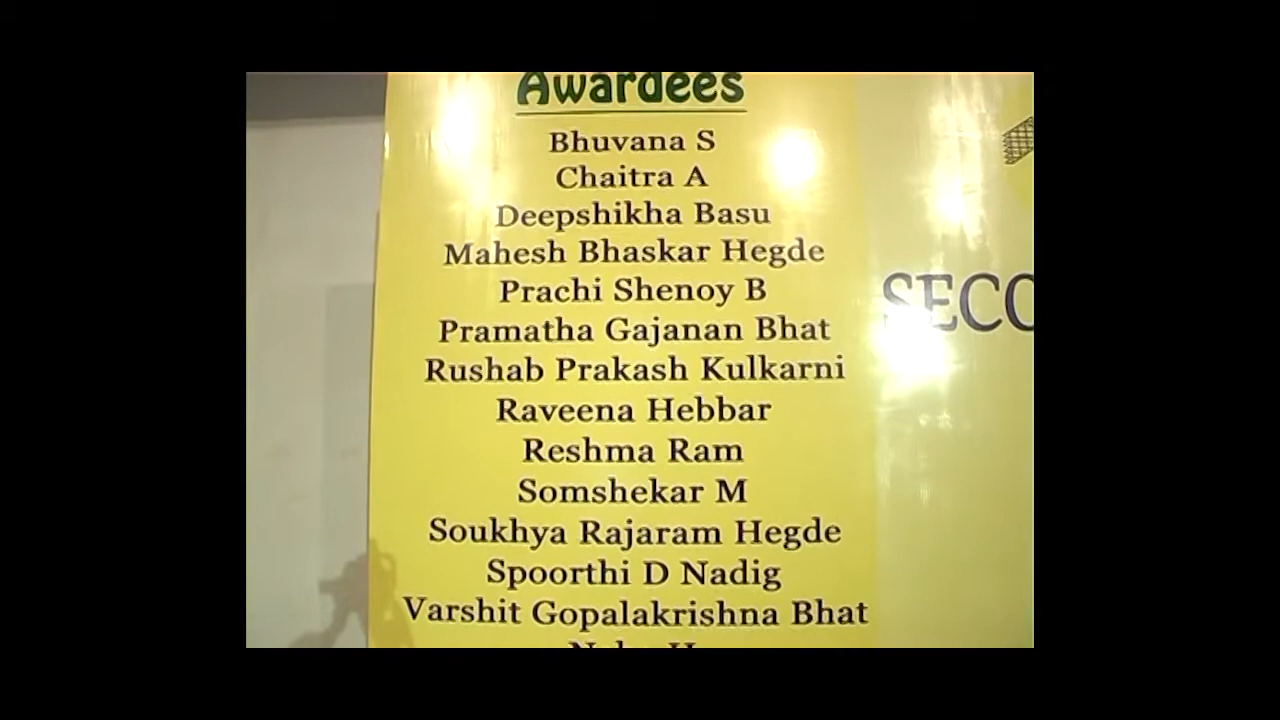 Awardees
Bhuvana S
Chaitra A
Deepshikha Basu
Mahesh Bhaskar Hegde
Prachi Shenoy B
Pramatha Gajanan Bhat
Rushab Prakash Kulkarni
Raveena Hebbar
Reshma Ram
Somshekar M
Soukhya Rajaram Hegde
Spoorthi D Nadig
Varshit Gopalakrishna Bhat
SECO